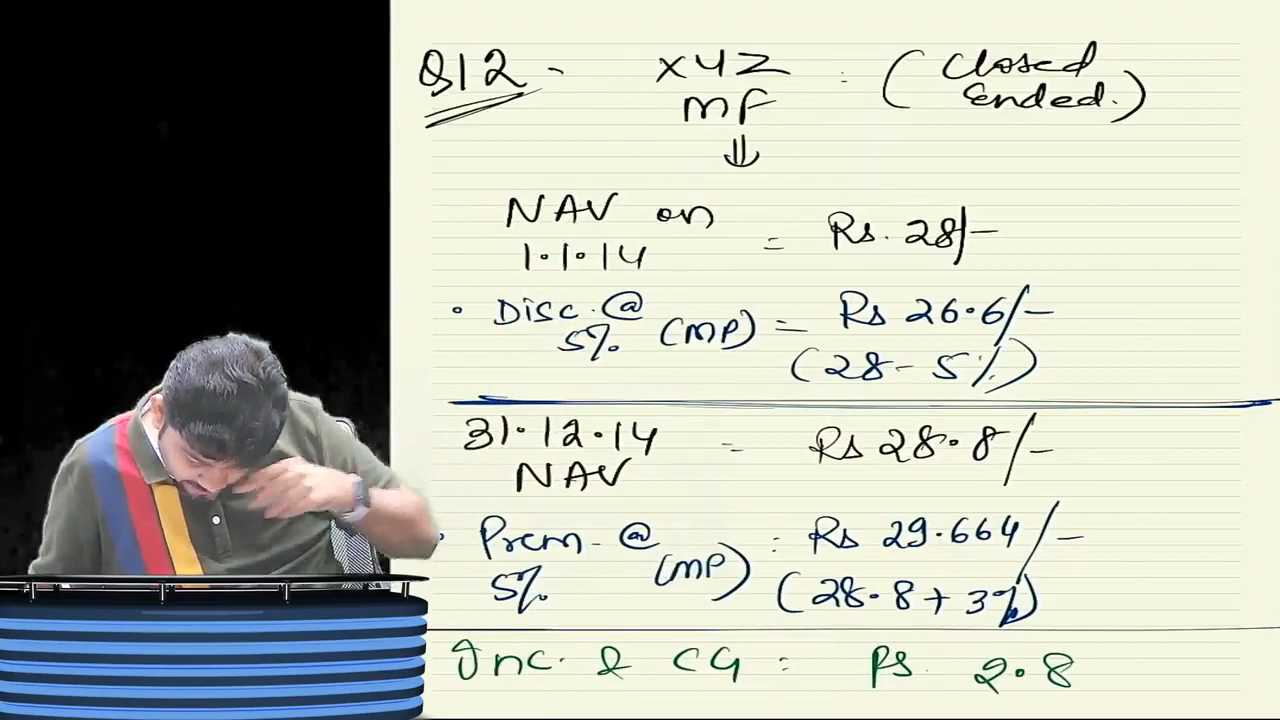 Q12 - XYZ MF : (Closed Ended.)
⇓
NAV on 1.1.14 = Rs. 28/-
• Disc. @ 5% (MP) = Rs 26.6/-
(28 - 5%)
31.12.14 NAV = Rs 28.8/-
• Prem. @ 5% (MP) : Rs 29.664/-
(28.8 + 3%)
Inc. & CG : Rs. 2.8